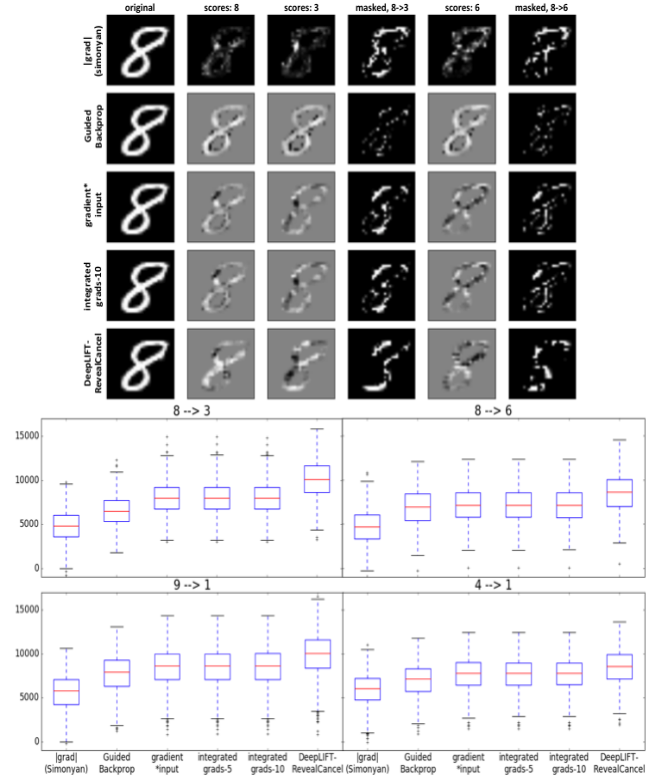 original scores: 8 scores: 3 masked, 8->3 scores: 6 masked, 8->6
|grad|
(simonyan)
Guided
Backprop
gradient*
input
integrated
grads-10
DeepLIFT-
RevealCancel
8 --> 3 8 --> 6
15000
10000
5000
0
9 --> 1 4 --> 1
15000
10000
5000
0
|grad| Guided gradient integrated integrated DeepLIFT- |grad| Guided gradient integrated integrated DeepLIFT-
(Simonyan) Backprop *input grads-5 grads-10 RevealCancel (Simonyan) Backprop *input grads-5 grads-10 RevealCancel